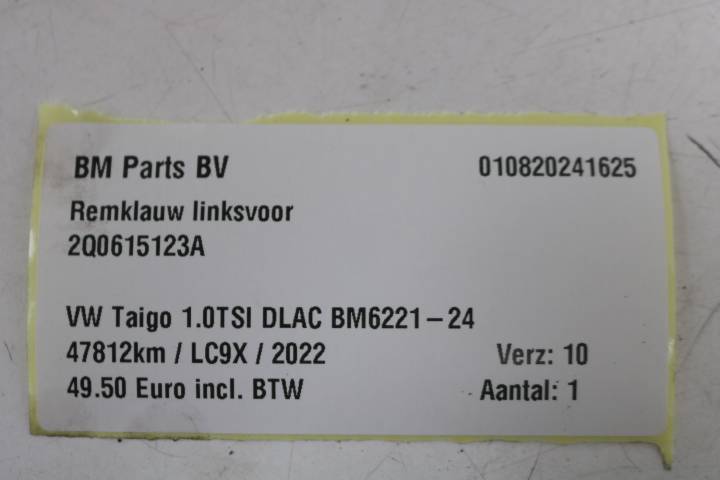 BM Parts BV 010820241625
Remklauw linksvoor
2Q0615123A
VW Taigo 1.0TSI DLAC BM6221-24
47812km / LC9X / 2022 Verz: 10
49.50 Euro incl. BTW Aantal: 1